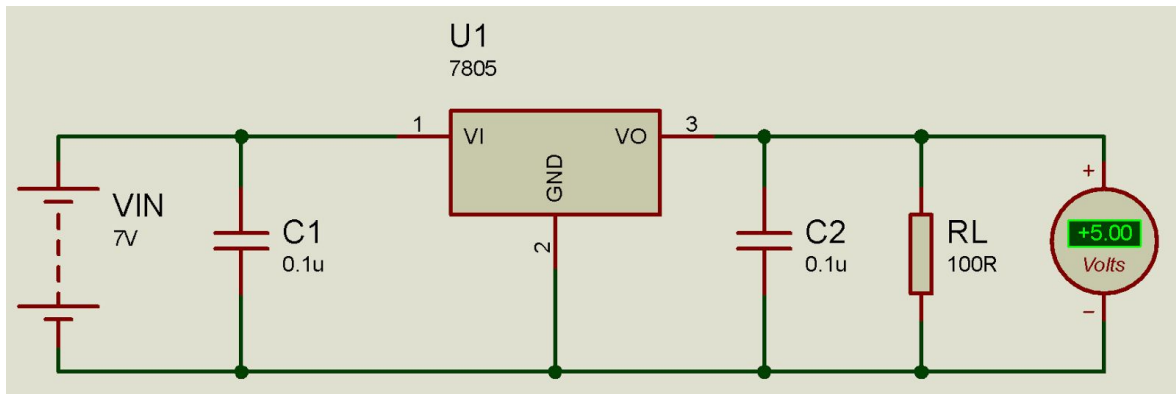 U1
7805
1
VI
VO
3
GND
2
VIN
7V
C1
0.1u
C2
0.1u
RL
100R
+
+5.00
Volts
−